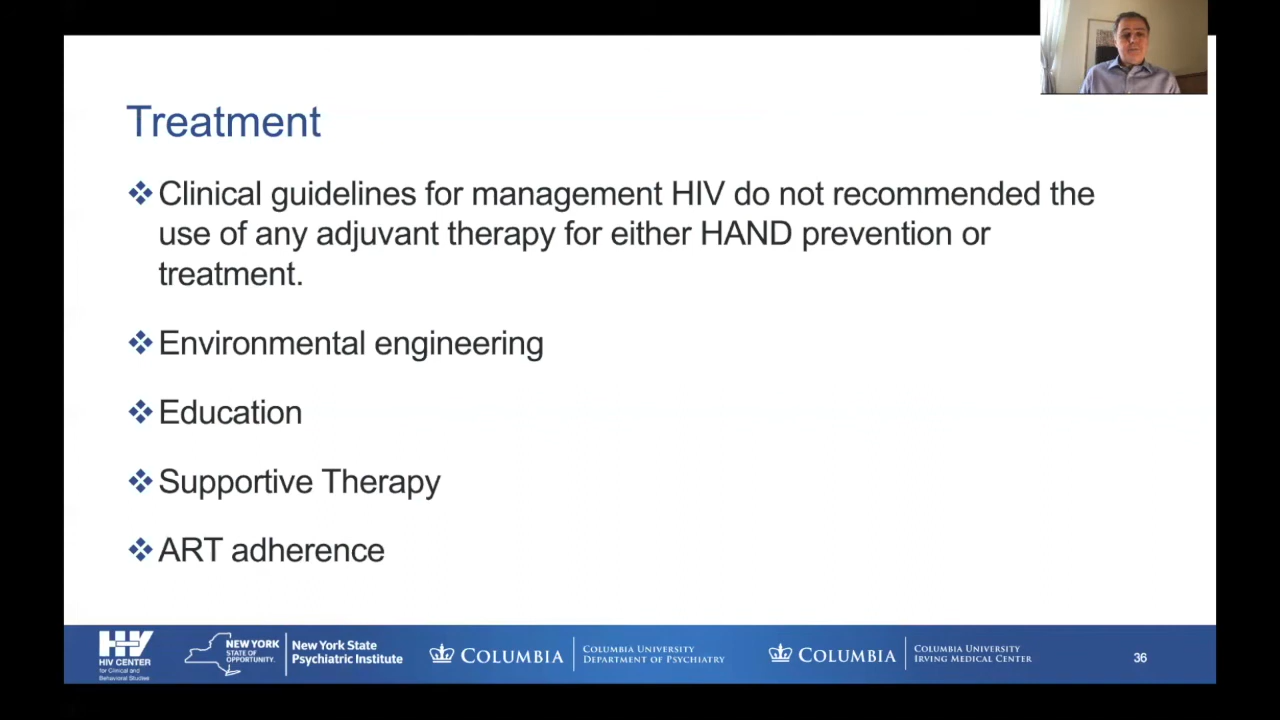 Treatment
❖Clinical guidelines for management HIV do not recommended the
use of any adjuvant therapy for either HAND prevention or
treatment.
❖Environmental engineering
❖Education
❖Supportive Therapy
❖ART adherence
HIV
HIV CENTER
for Clinical and
Behavioral Studies
NEW YORK
STATE OF
OPPORTUNITY.
New York State
Psychiatric Institute
COLUMBIA
COLUMBIA UNIVERSITY
DEPARTMENT OF PSYCHIATRY
COLUMBIA
COLUMBIA UNIVERSITY
IRVING MEDICAL CENTER
36